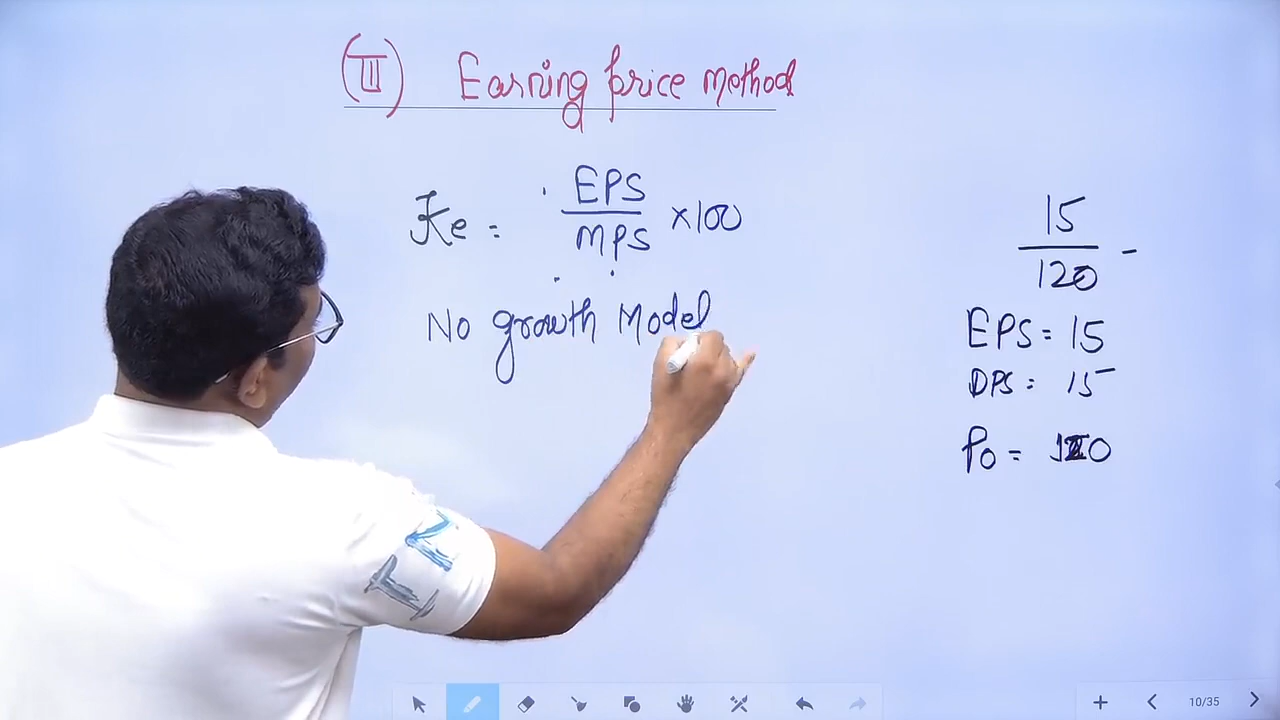 (III) Earning price Method
Ke = EPS / MPS ×100
No growth Model
15 / 120 -
EPS = 15
DPS = 15
P0 = 120
10/35